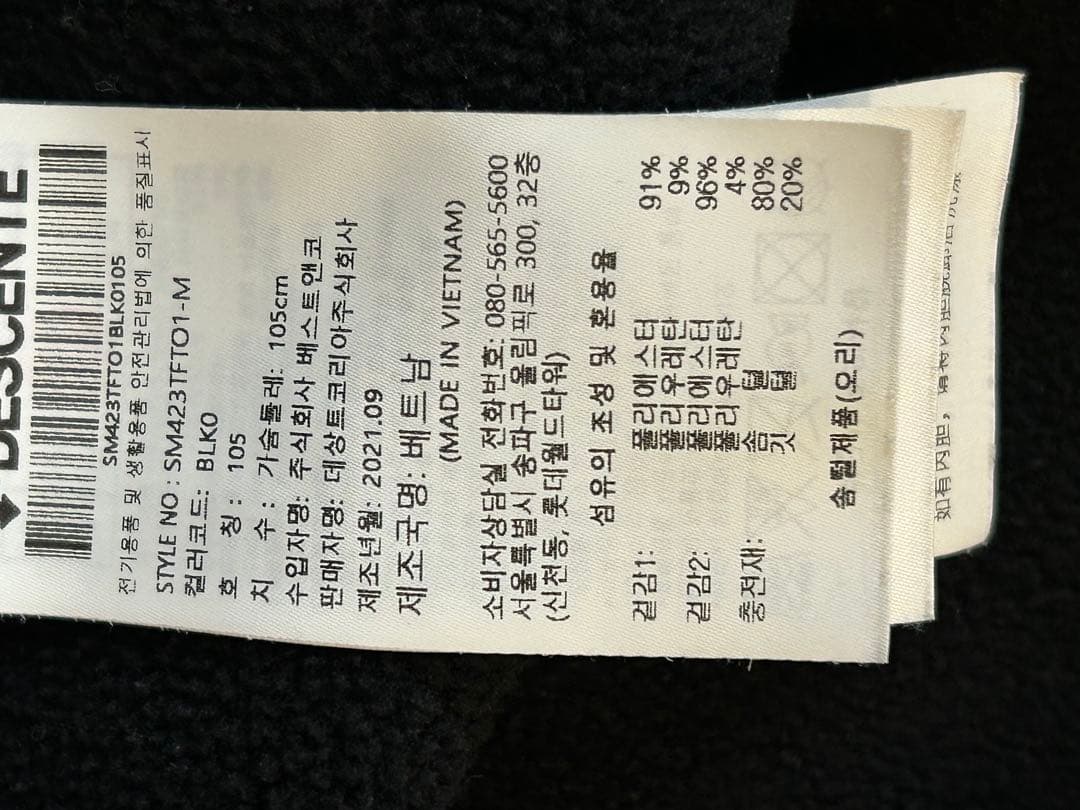 DESCENTE
SM423TFTO1BLK0105
전기용품 및 생활용품 안전관리법에 의한 품질표시
STYLE NO : SM423TFTO1-M
컬러코드: BLK0
호 칭 : 105
치 수 : 가슴둘레: 105cm
수입자명: 주식회사 베스트앤코
판매자명: 데상트코리아주식회사
제조년월: 2021.09
제조국명: 베트남
(MADE IN VIETNAM)
소비자상담실 전화번호: 080-565-5600
서울특별시 송파구 올림픽로 300, 32층
(신천동, 롯데월드타워)
섬유의 조성 및 혼용율
겉감1: 폴리에스터 91%
폴리우레탄 9%
겉감2: 폴리에스터 96%
폴리우레탄 4%
충전재: 솜털 80%
깃털 20%
솜털제품(오리)
如有内胆,